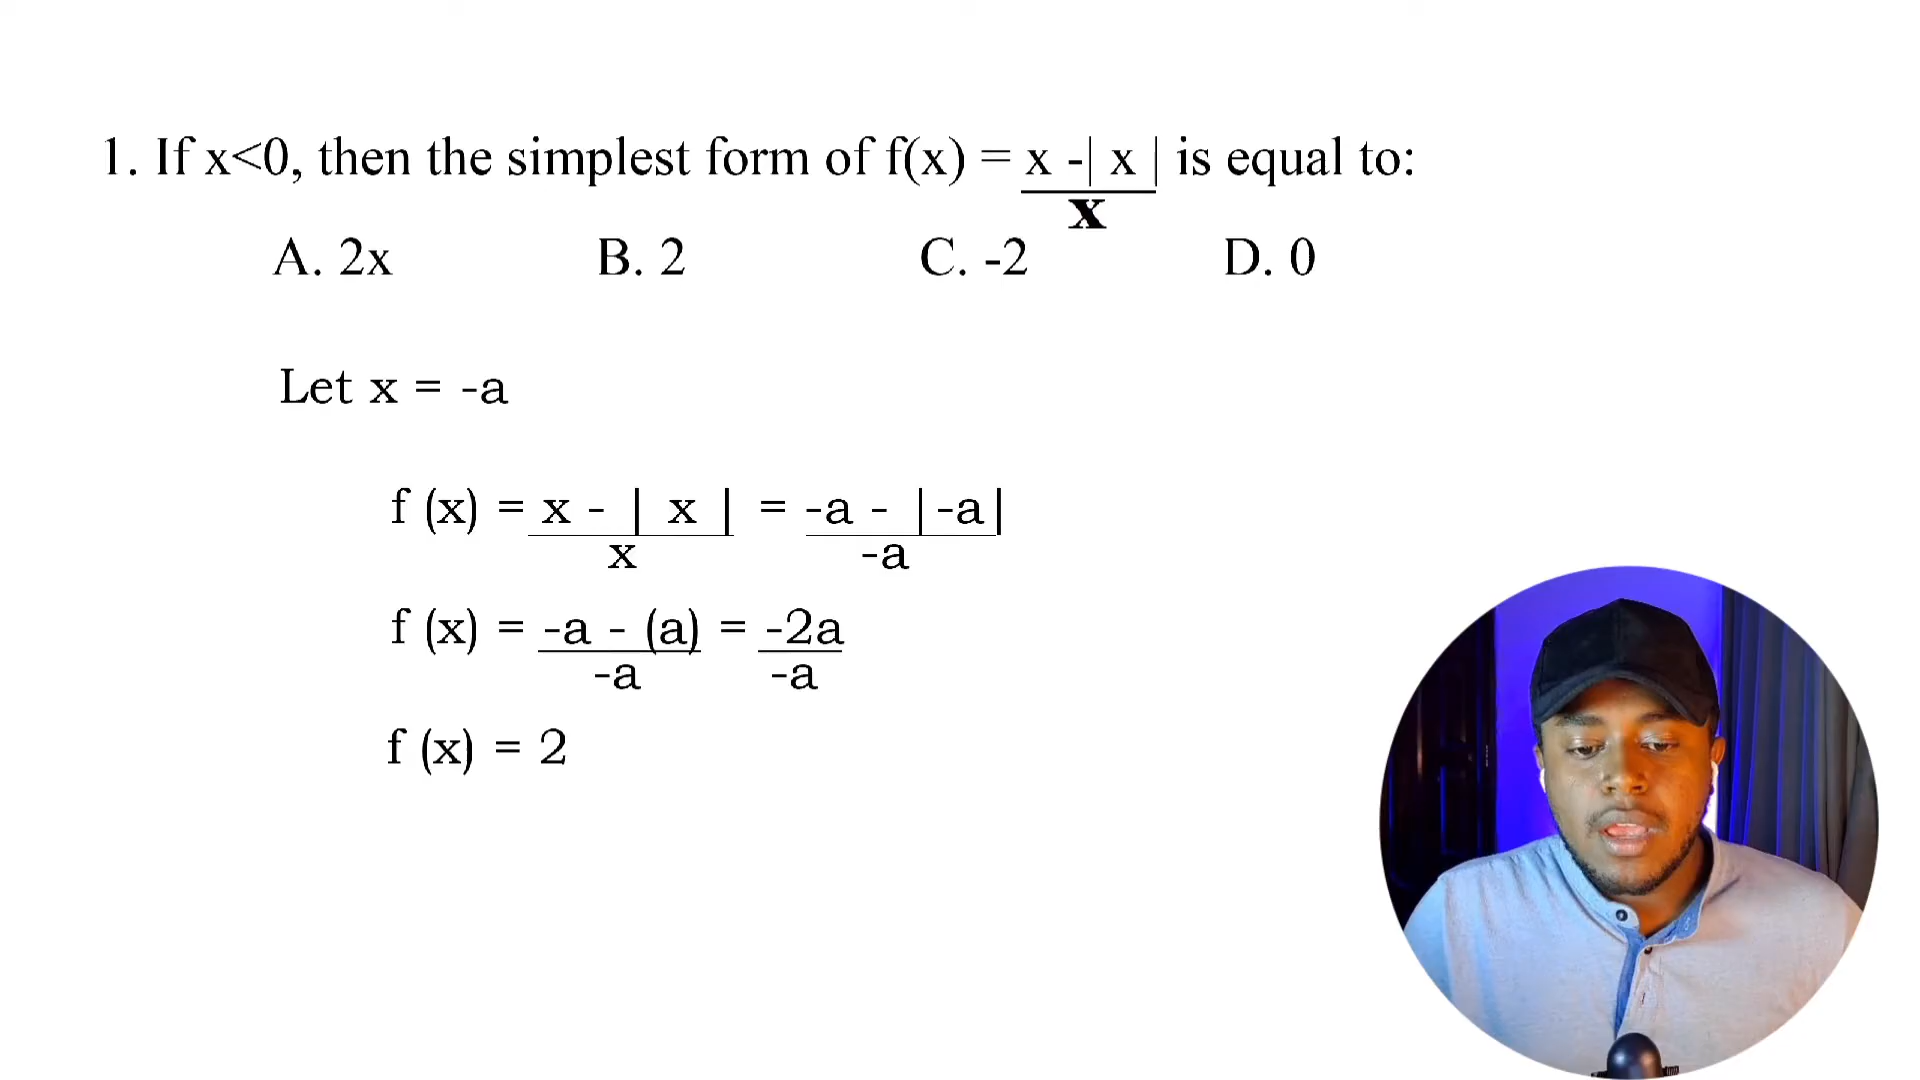 1. If x<0, then the simplest form of f(x) = x -| x | is equal to:
x
A. 2x B. 2 C. -2 D. 0
Let x = -a
f (x) = x - | x | = -a - |-a|
x -a
f (x) = -a - (a) = -2a
-a -a
f (x) = 2